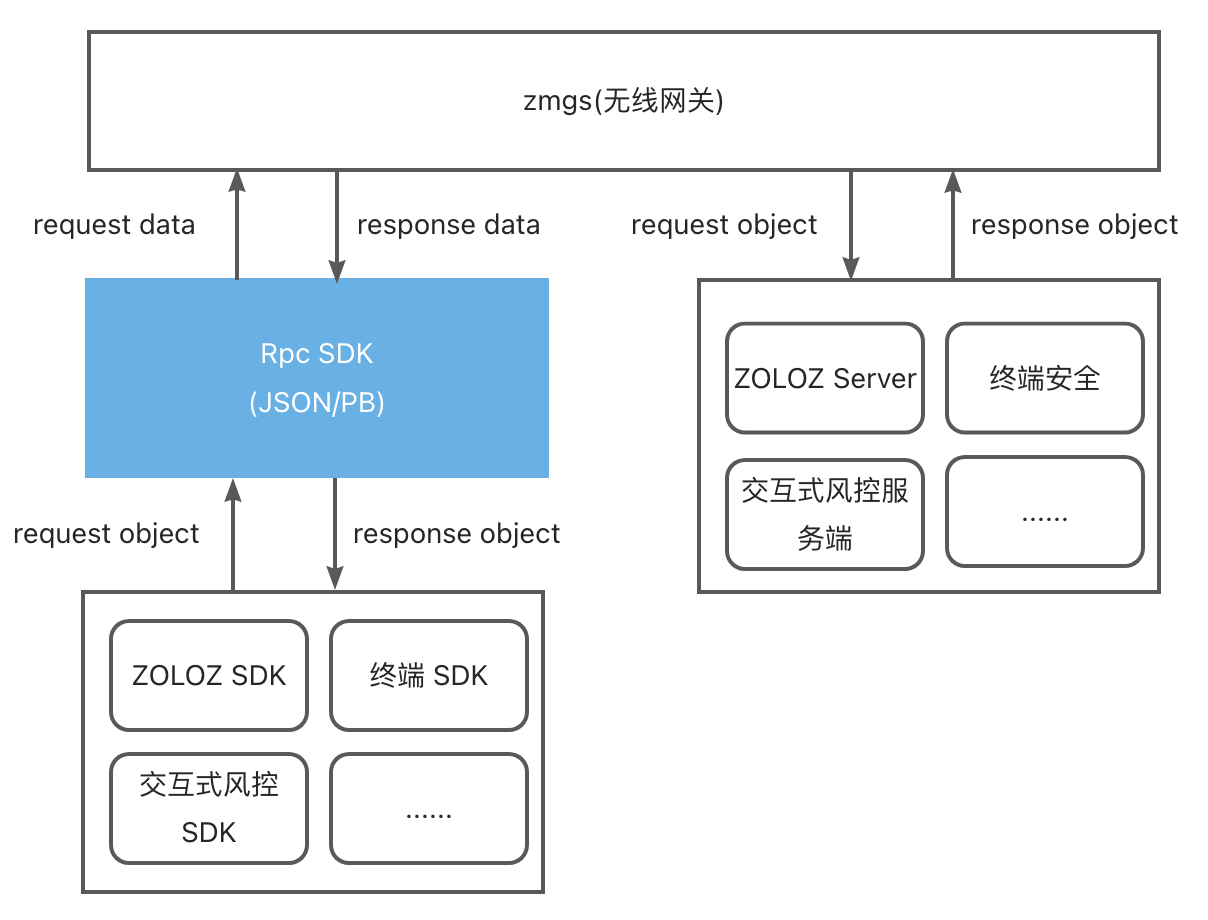 zmgs(无线网关)
request data
response data
request object
response object
Rpc SDK
(JSON/PB)
ZOLOZ Server
终端安全
交互式风控服
务端
......
request object
response object
ZOLOZ SDK
终端 SDK
交互式风控
SDK
......